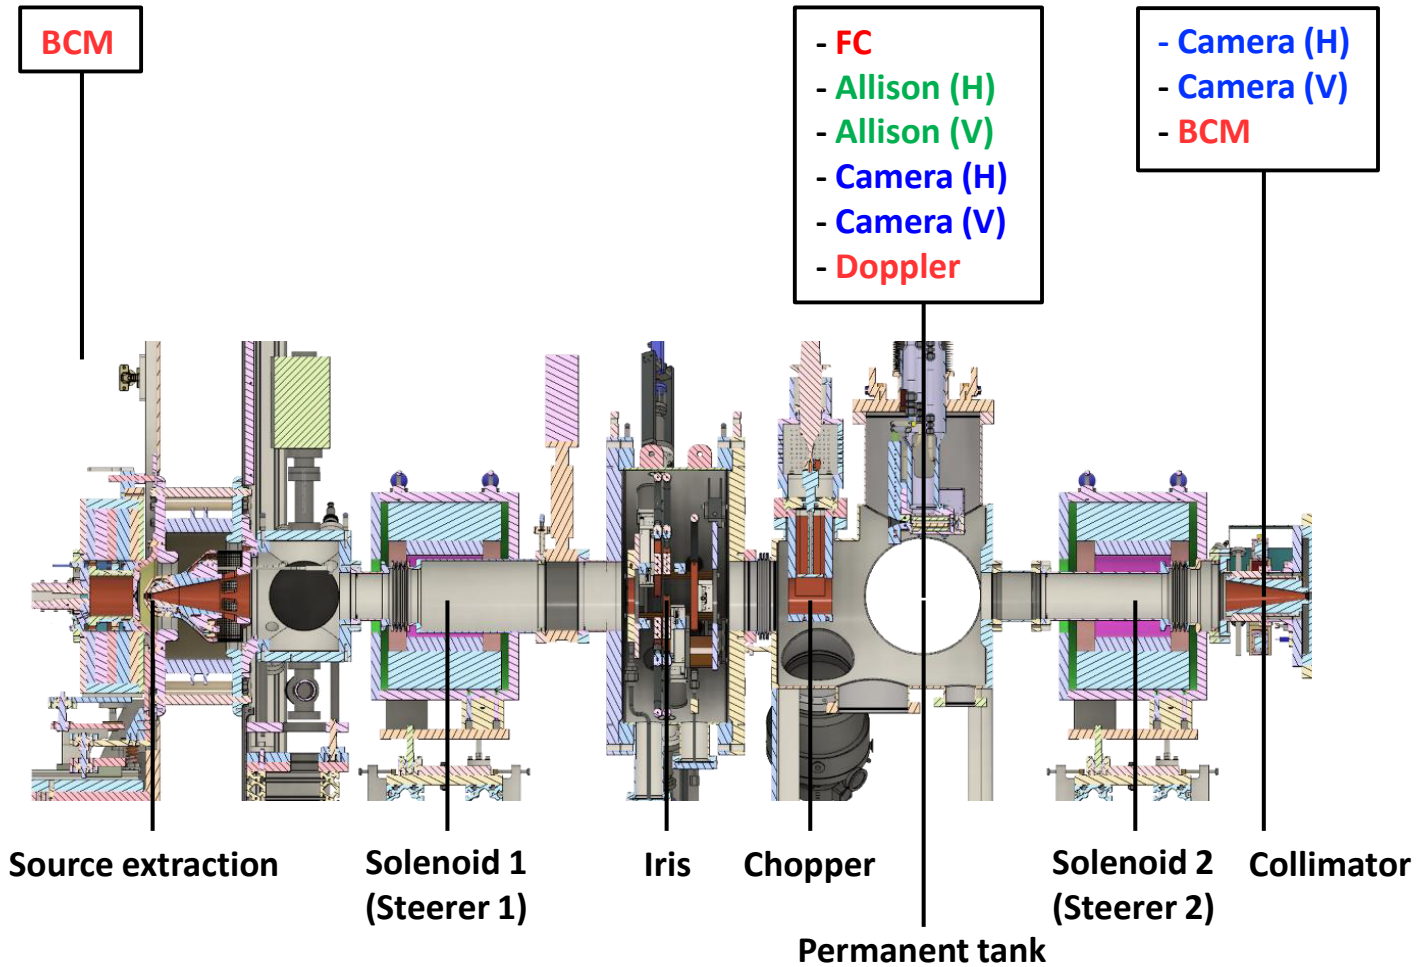 BCM
- FC
- Allison (H)
- Allison (V)
- Camera (H)
- Camera (V)
- Doppler
- Camera (H)
- Camera (V)
- BCM
Source extraction
Solenoid 1
(Steerer 1)
Iris
Chopper
Permanent tank
Solenoid 2
(Steerer 2)
Collimator